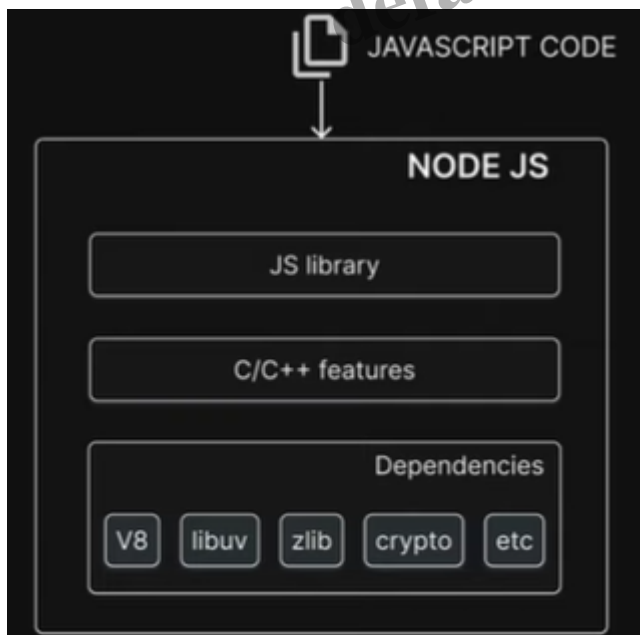 JAVASCRIPT CODE
NODE JS
JS library
C/C++ features
Dependencies
V8 libuv zlib crypto etc